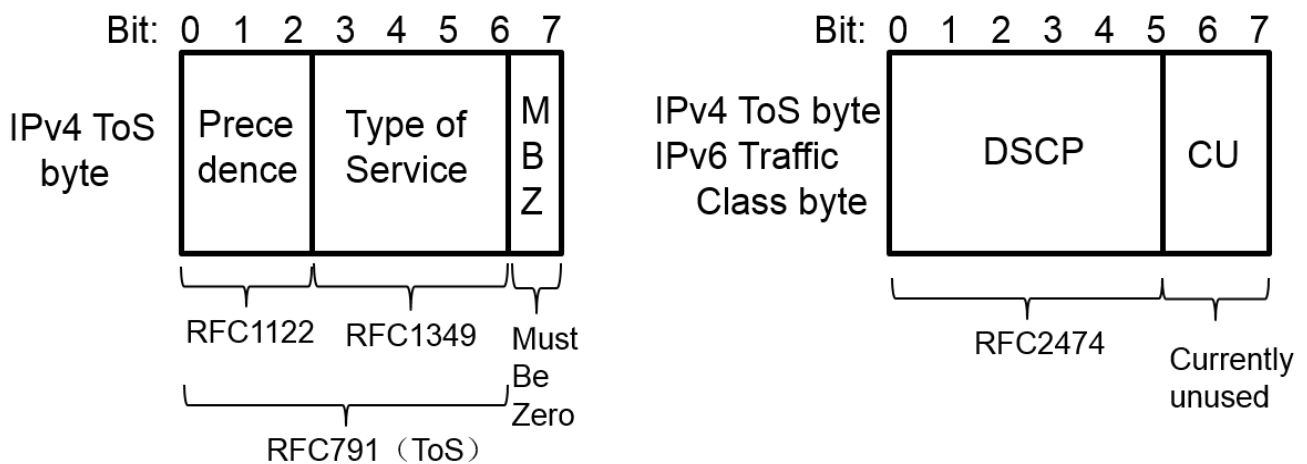 Bit: 0 1 2 3 4 5 6 7
IPv4 ToS
byte
Prece
dence
Type of
Service
M
B
Z
RFC1122
RFC1349
Must
Be
Zero
RFC791（ToS）
Bit: 0 1 2 3 4 5 6 7
IPv4 ToS byte
IPv6 Traffic
Class byte
DSCP
CU
RFC2474
Currently
unused